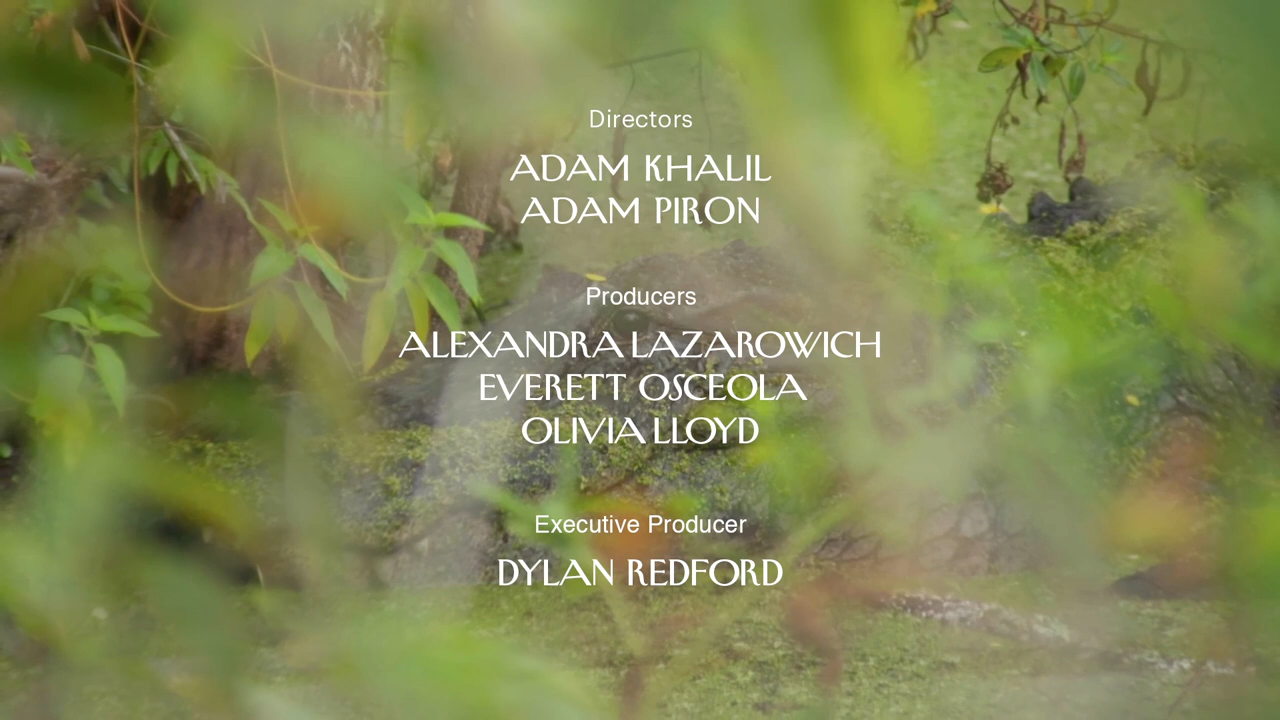 Directors
ADAM KHALIL
ADAM PIRON
Producers
ALEXANDRA LAZAROWICH
EVERETT OSCEOLA
OLIVIA LLOYD
Executive Producer
DYLAN REDFORD